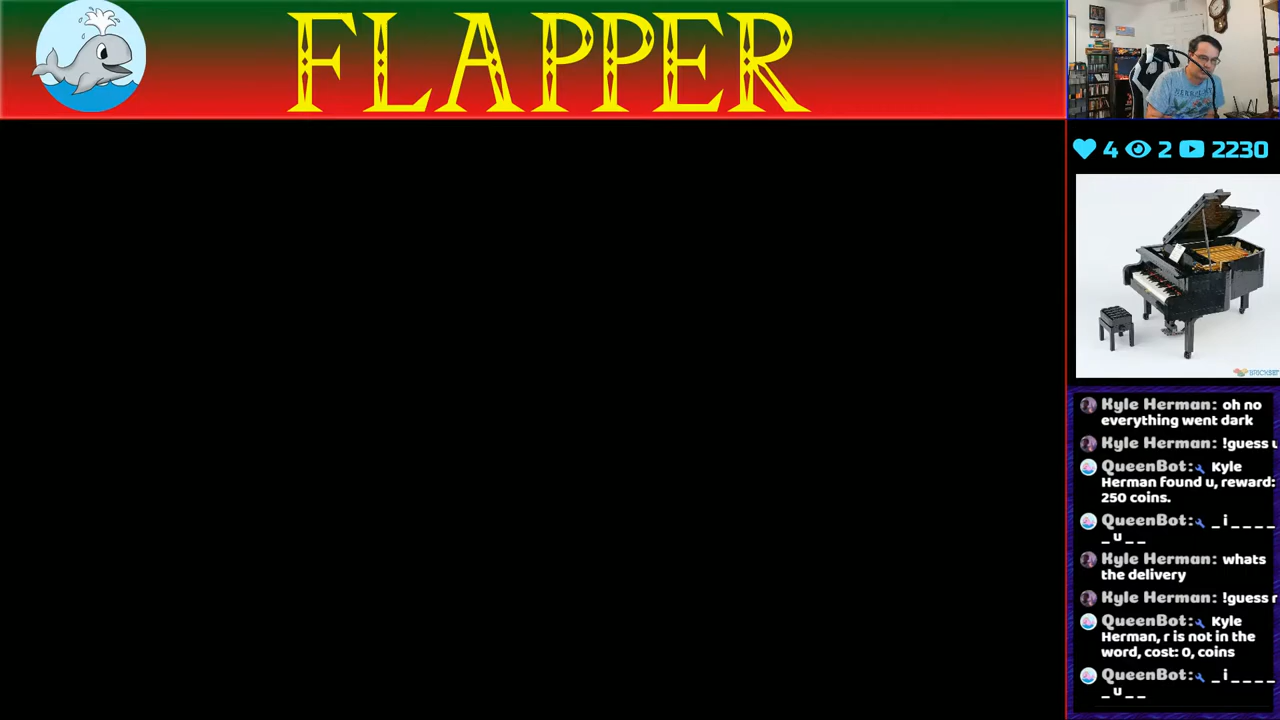 FLAPPER
4 2 2230
Kyle Herman: oh no
everything went dark
Kyle Herman: !guess u
QueenBot: Kyle
Herman found u, reward:
250 coins.
QueenBot: _ i _ _ _ _
_ u _ _
Kyle Herman: whats
the delivery
Kyle Herman: !guess r
QueenBot: Kyle
Herman, r is not in the
word, cost: 0, coins
QueenBot: _ i _ _ _ _
_ u _ _